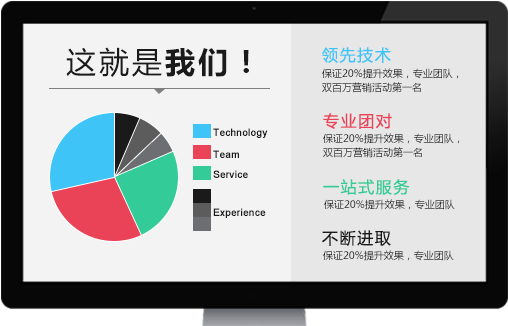 这就是我们！
Technology
Team
Service
Experience
领先技术
保证20%提升效果，专业团队，
双百万营销活动第一名
专业团对
保证20%提升效果，专业团队，
双百万营销活动第一名
一站式服务
保证20%提升效果，专业团队
不断进取
保证20%提升效果，专业团队